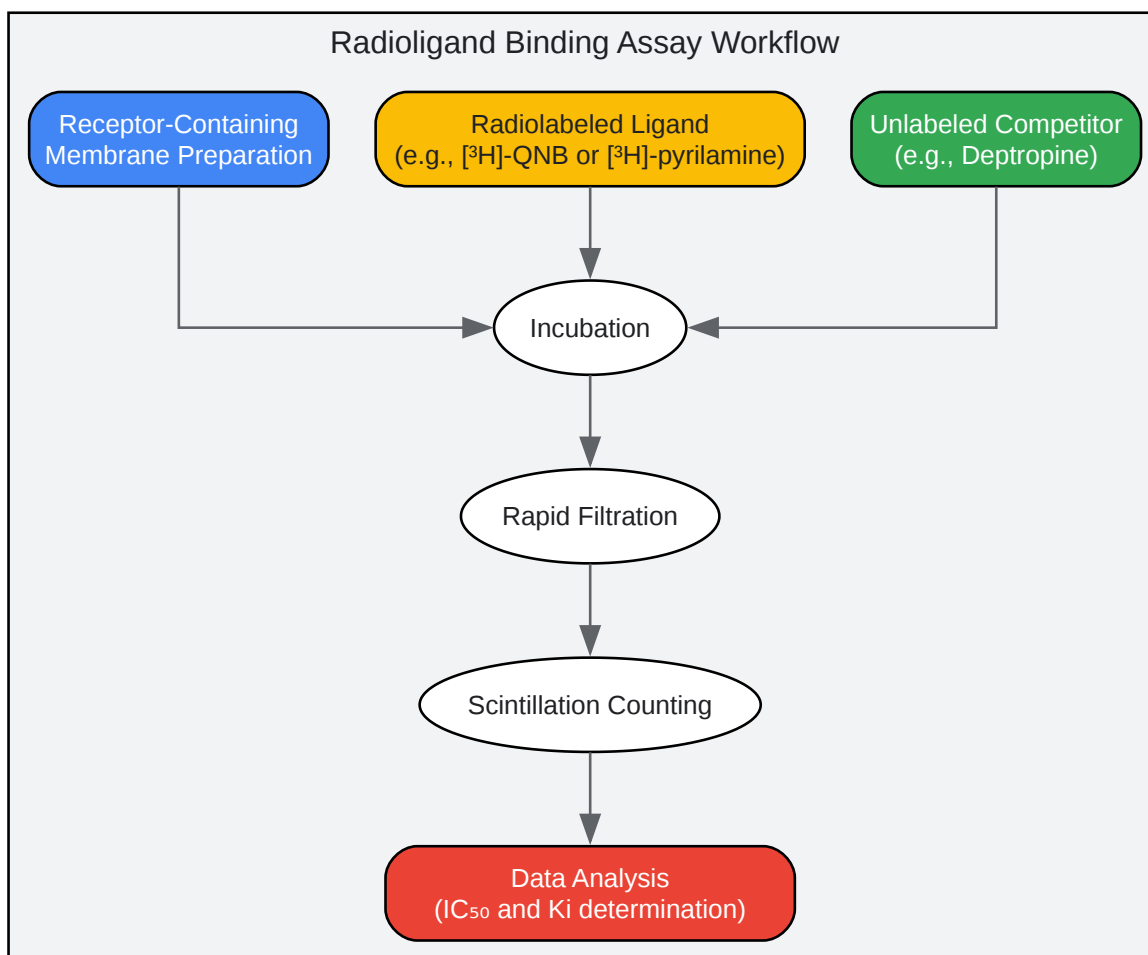 Radioligand Binding Assay Workflow
Receptor-Containing
Membrane Preparation
Radiolabeled Ligand
(e.g., [³H]-QNB or [³H]-pyrilamine)
Unlabeled Competitor
(e.g., Deptropine)
Incubation
Rapid Filtration
Scintillation Counting
Data Analysis
(IC₅₀ and Ki determination)